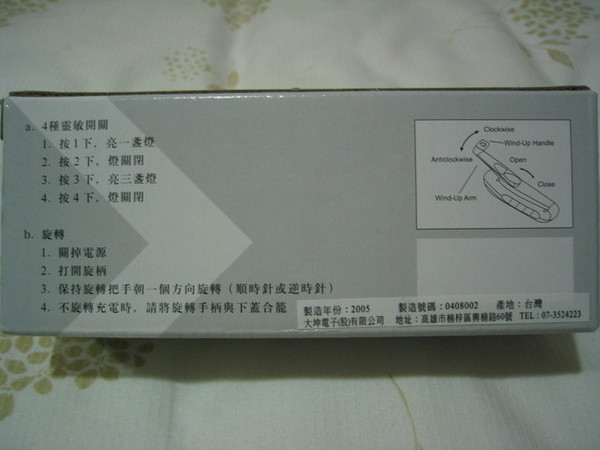 a. 4種靈敏開關
1. 按1下，亮一盞燈
2. 按2下，燈關閉
3. 按3下，亮三盞燈
4. 按4下，燈關閉
b. 旋轉
1. 關掉電源
2. 打開旋柄
3. 保持旋轉把手朝一個方向旋轉（順時針或逆時針）
4. 不旋轉充電時，請將旋轉手柄與下蓋合龍
Clockwise
Wind-Up Handle
Anticlockwise
Open
Close
Wind-Up Arm
製造年份：2005 製造號碼：0408002 產地：台灣
大坤電子(股)有限公司 地址：高雄市楠梓區興楠路60號 TEL：07-3524223